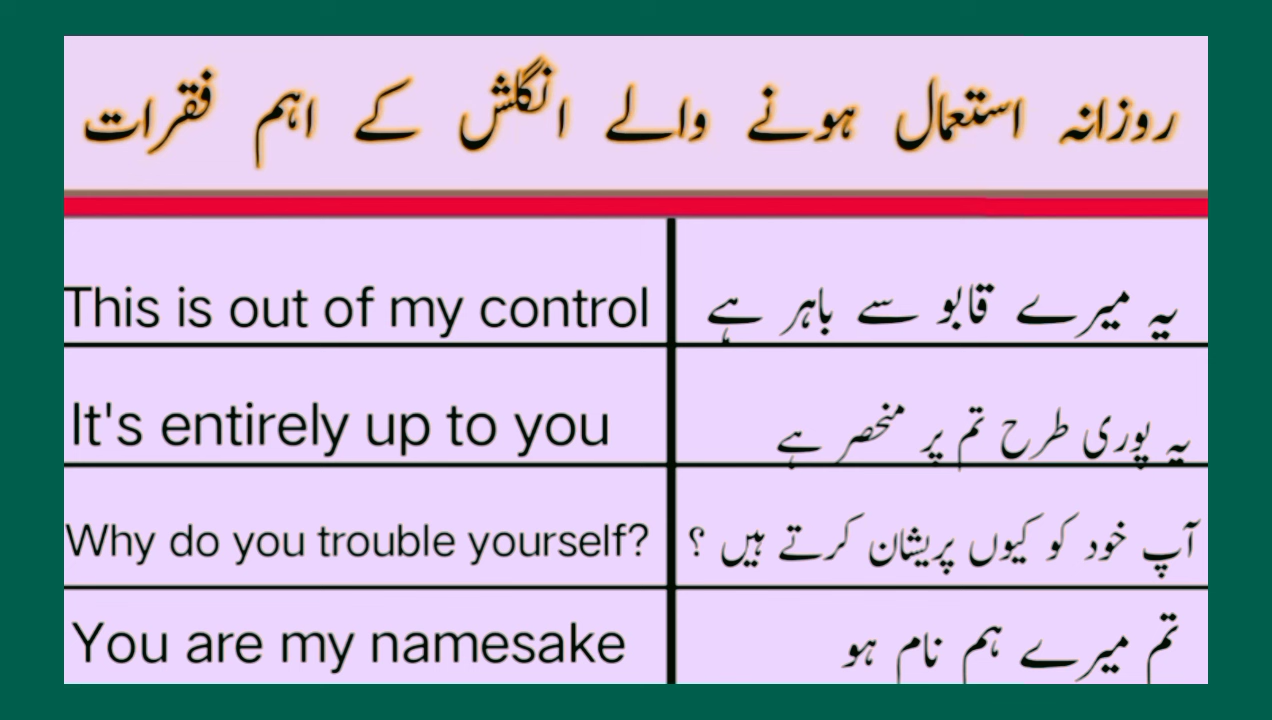 روزانہ استعمال ہونے والے انگلش کے اہم فقرات
This is out of my control یہ میرے قابو سے باہر ہے
It's entirely up to you یہ پوری طرح تم پر منحصر ہے
Why do you trouble yourself? آپ خود کو کیوں پریشان کرتے ہیں ؟
You are my namesake تم میرے ہم نام ہو